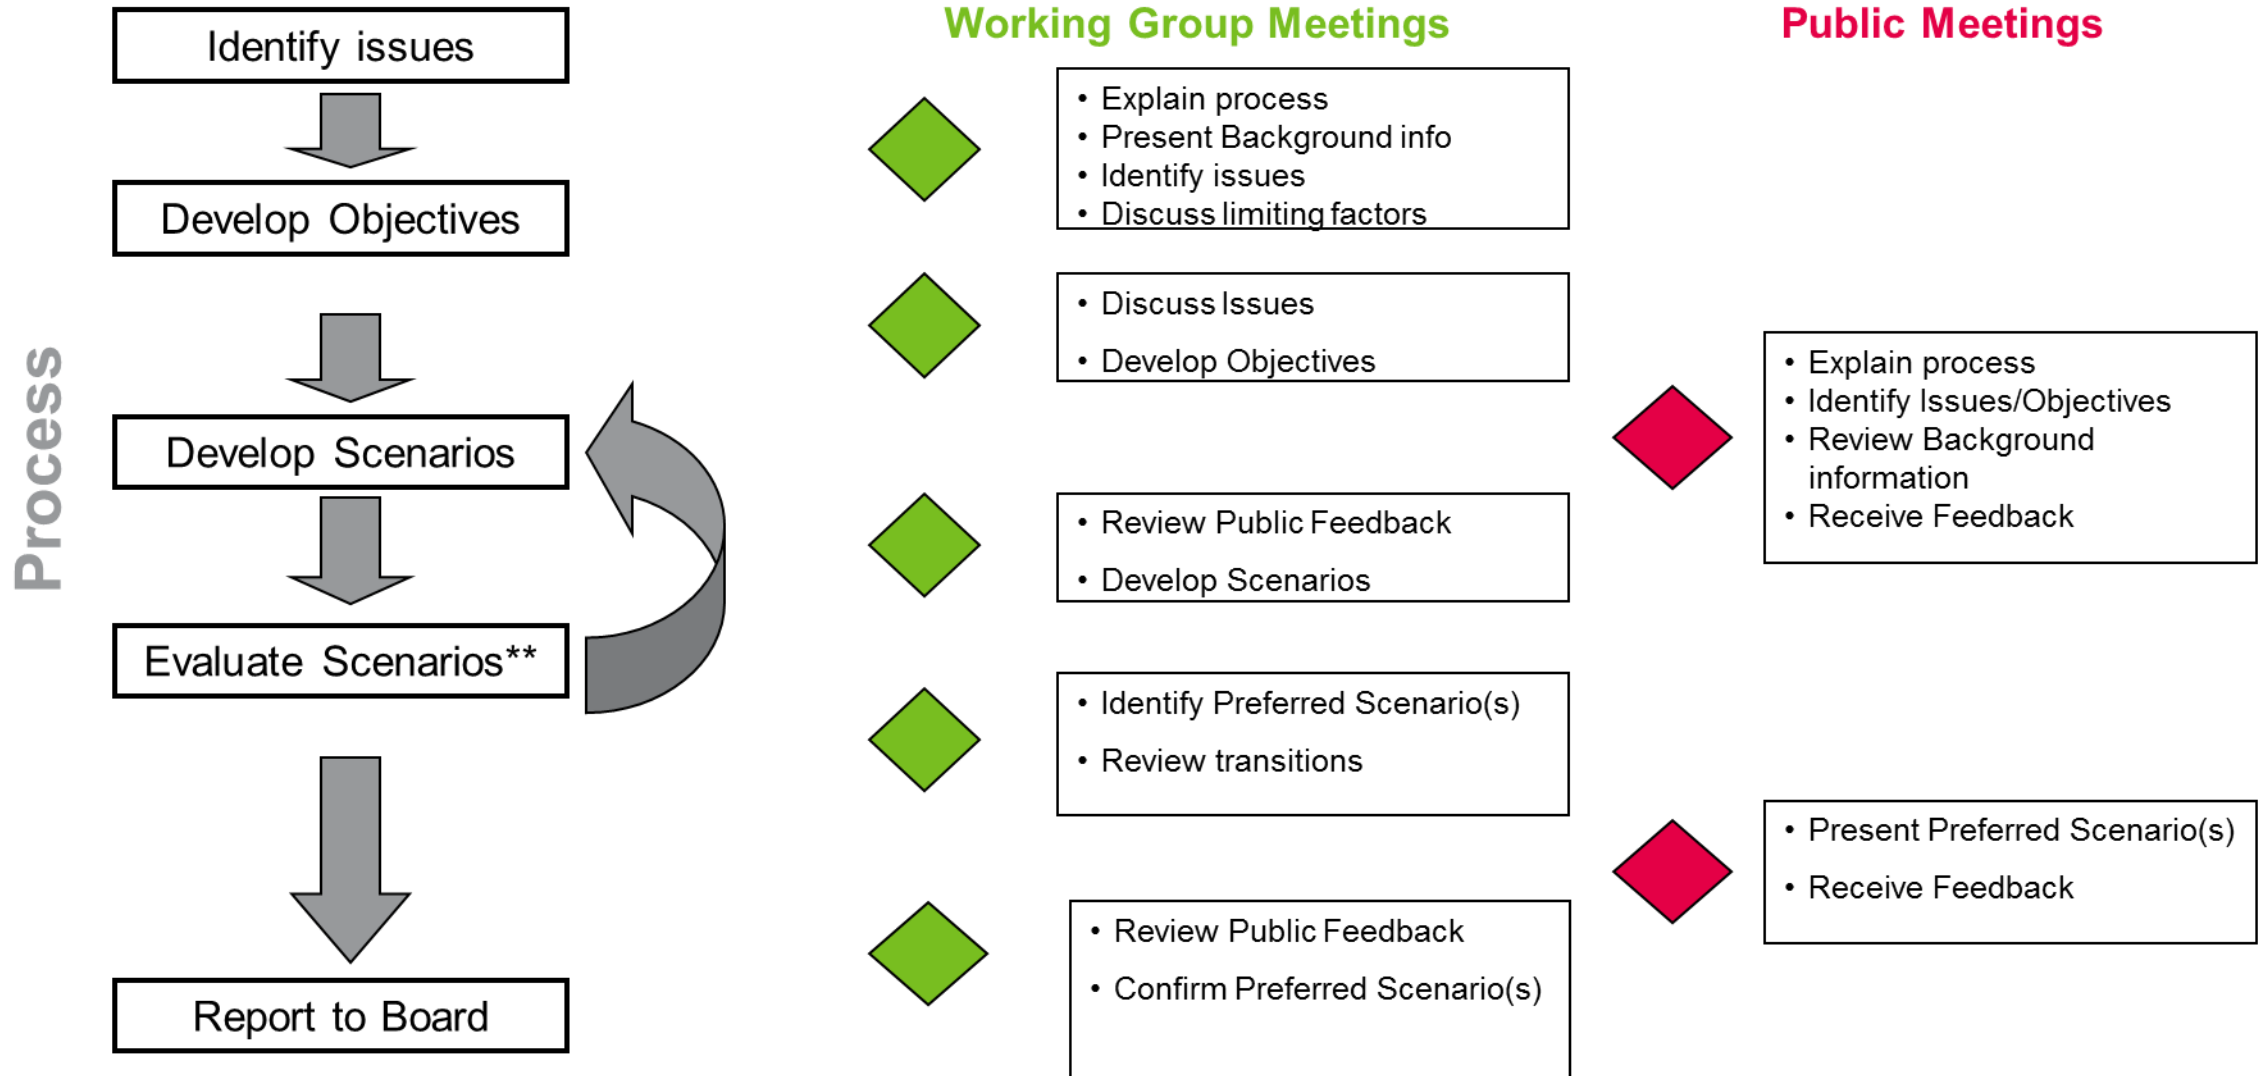 Process
Identify issues
Develop Objectives
Develop Scenarios
Evaluate Scenarios**
Report to Board
Working Group Meetings
• Explain process
• Present Background info
• Identify issues
• Discuss limiting factors
• Discuss Issues
• Develop Objectives
• Review Public Feedback
• Develop Scenarios
• Identify Preferred Scenario(s)
• Review transitions
• Review Public Feedback
• Confirm Preferred Scenario(s)
Public Meetings
• Explain process
• Identify Issues/Objectives
• Review Background
information
• Receive Feedback
• Present Preferred Scenario(s)
• Receive Feedback